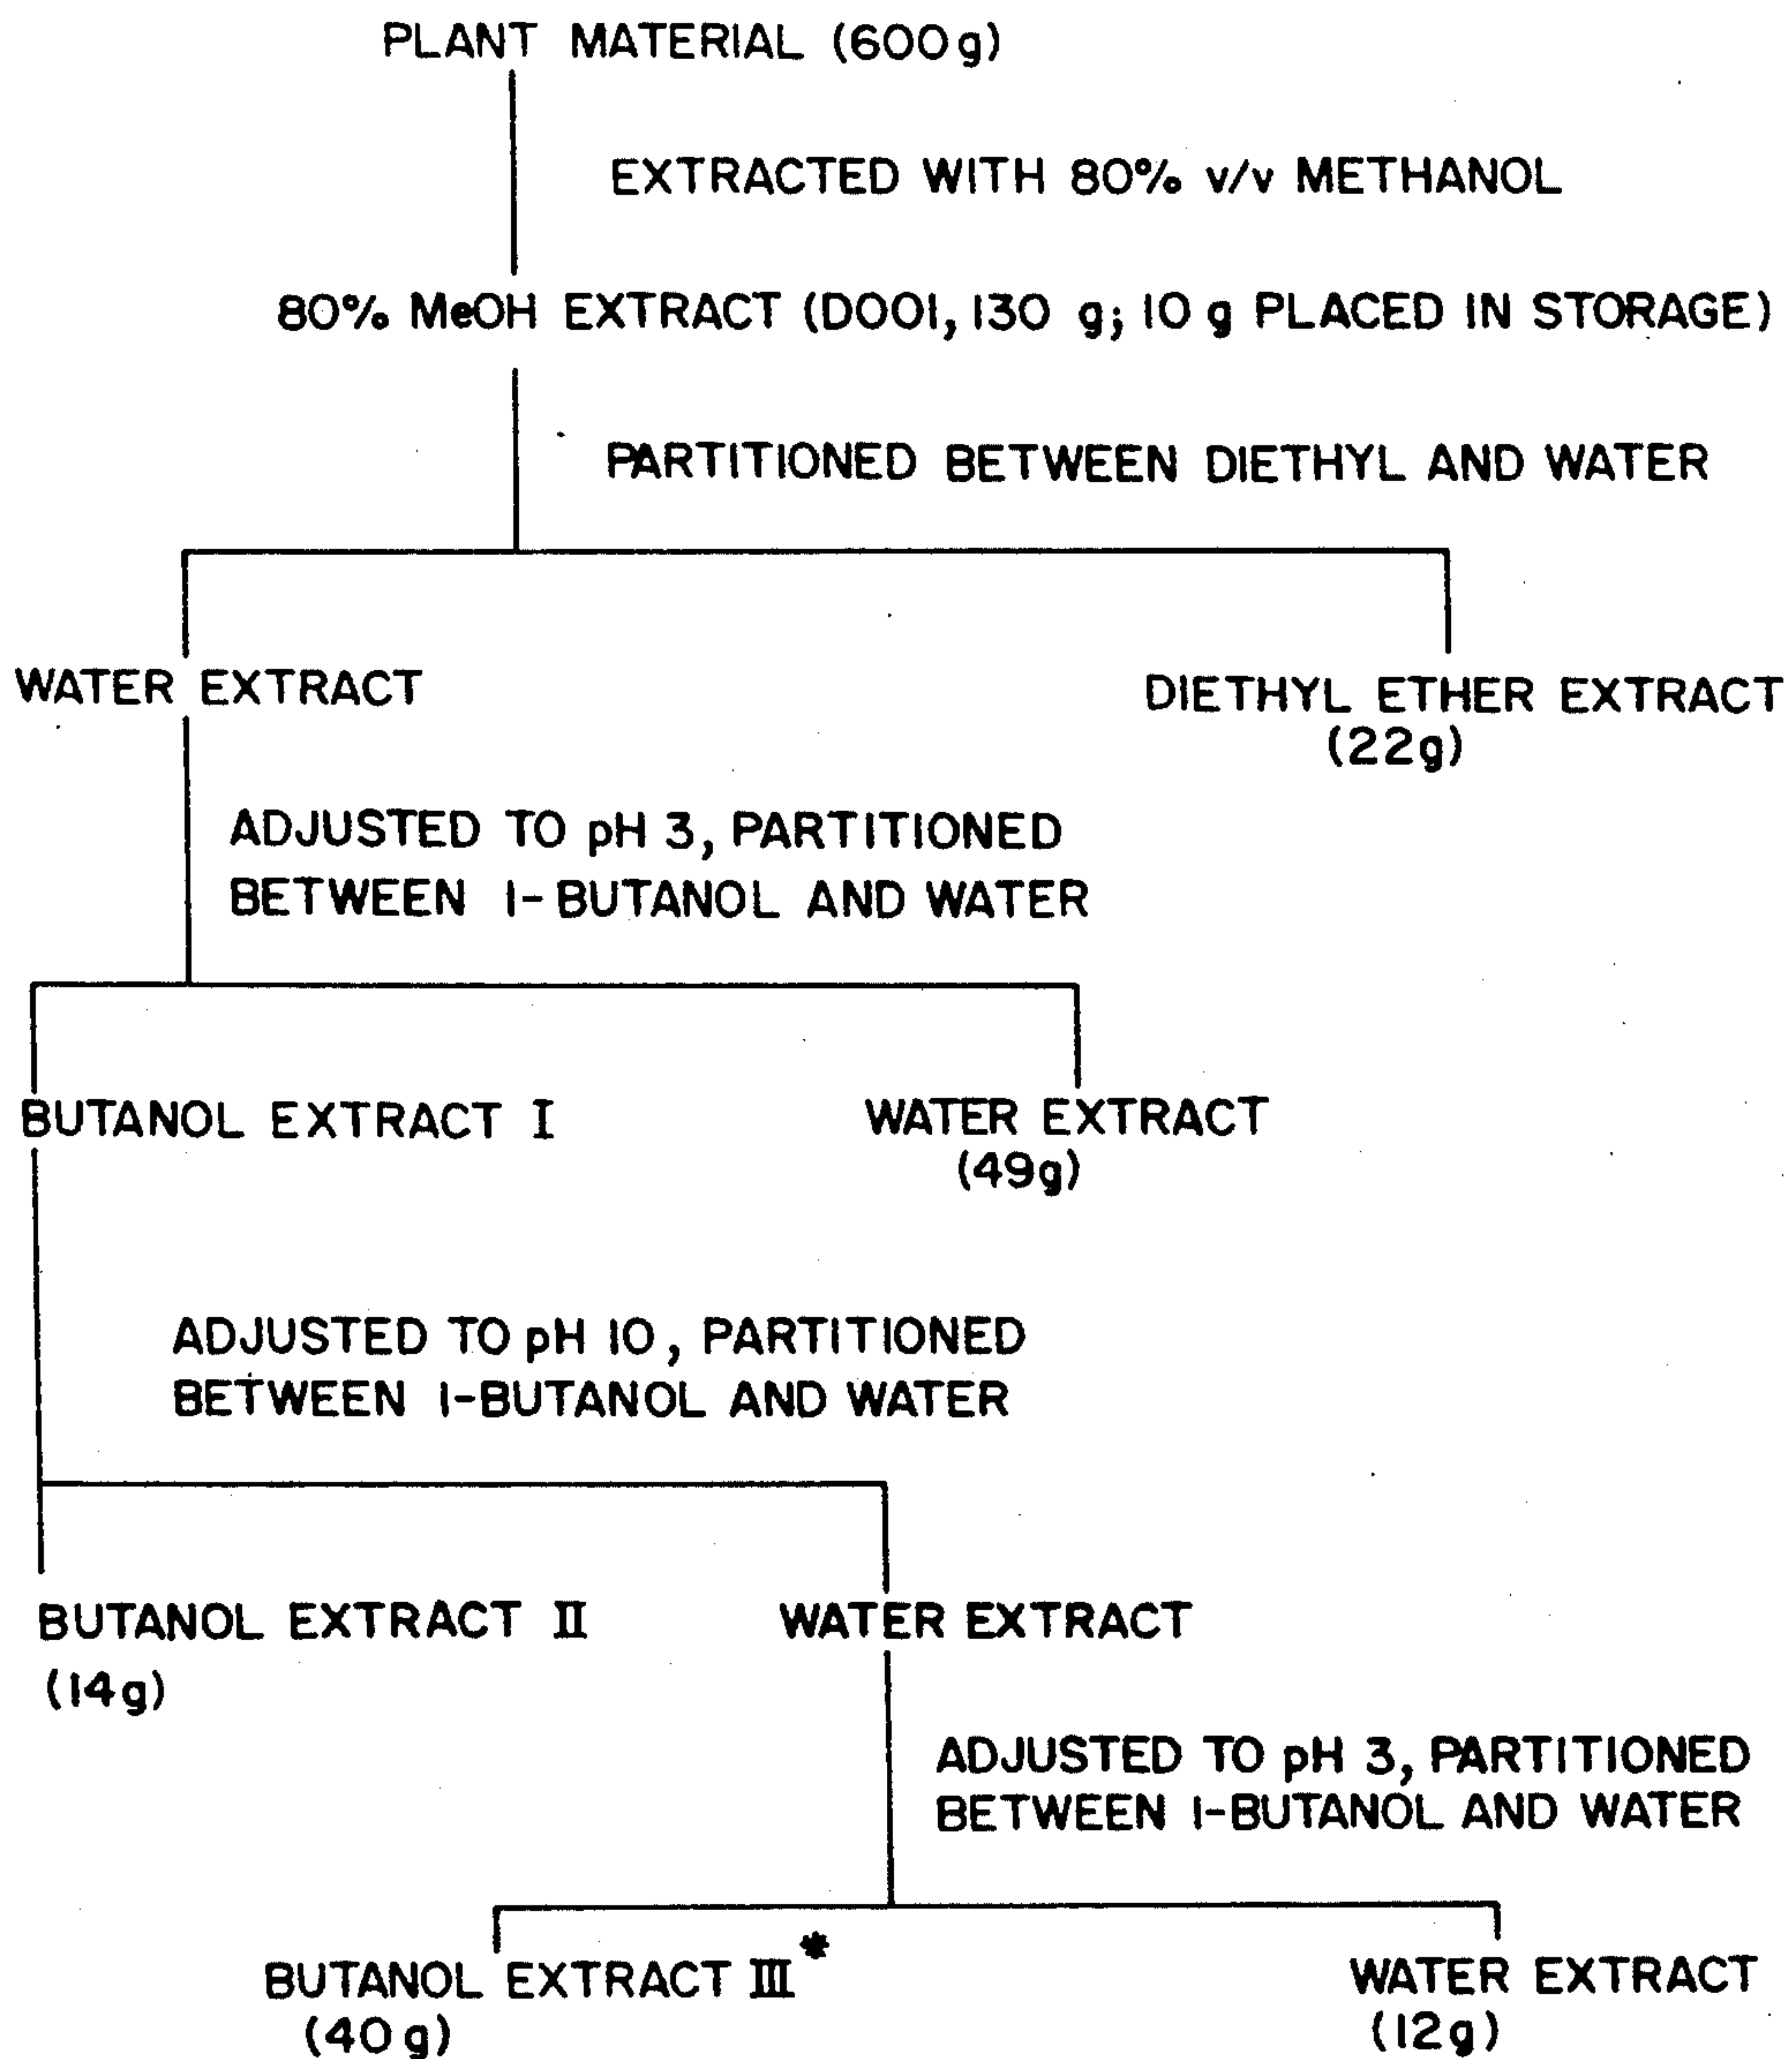 PLANT MATERIAL (600g)
EXTRACTED WITH 80% v/v METHANOL
80% MeOH EXTRACT (D001, 130 g; 10 g PLACED IN STORAGE)
PARTITIONED BETWEEN DIETHYL AND WATER
WATER EXTRACT
DIETHYL ETHER EXTRACT
(22g)
ADJUSTED TO pH 3, PARTITIONED
BETWEEN 1-BUTANOL AND WATER
BUTANOL EXTRACT I
WATER EXTRACT
(49g)
ADJUSTED TO pH 10, PARTITIONED
BETWEEN 1-BUTANOL AND WATER
BUTANOL EXTRACT II
(14g)
WATER EXTRACT
ADJUSTED TO pH 3, PARTITIONED
BETWEEN 1-BUTANOL AND WATER
BUTANOL EXTRACT III*
(40g)
WATER EXTRACT
(12g)